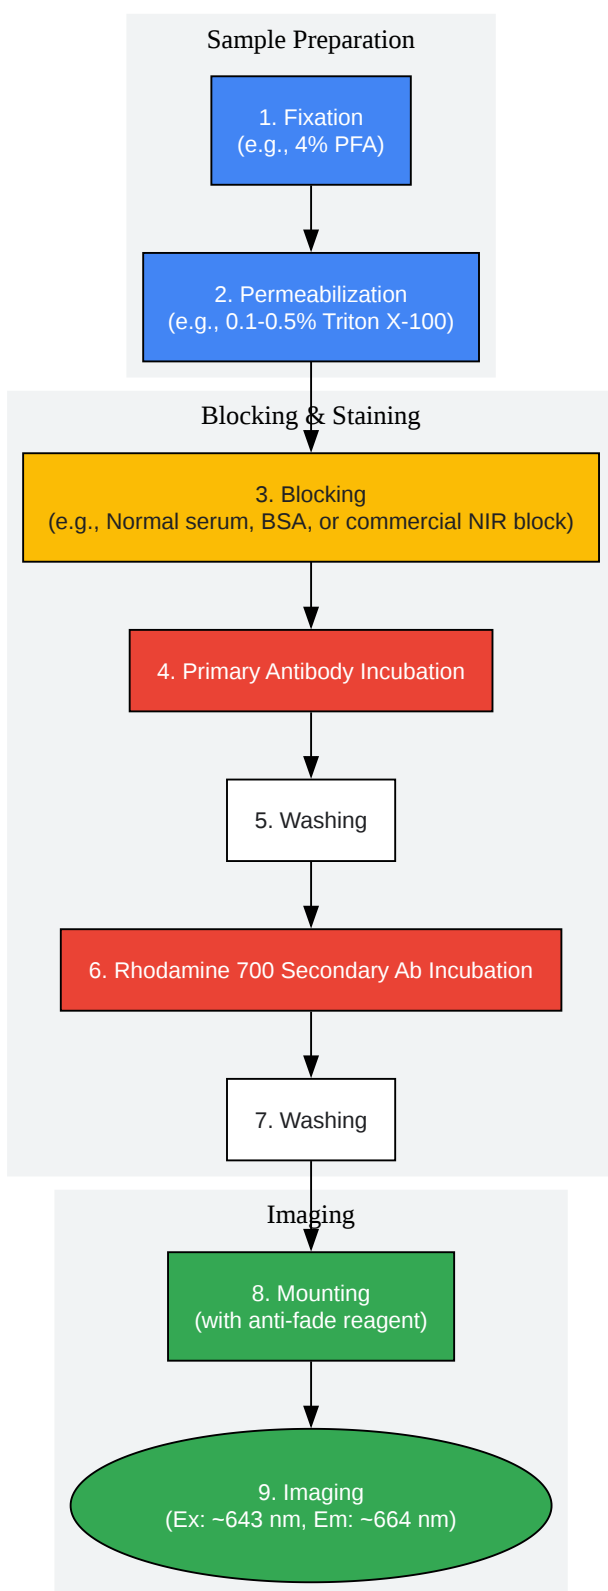 Sample Preparation
1. Fixation
(e.g., 4% PFA)
2. Permeabilization
(e.g., 0.1-0.5% Triton X-100)
Blocking & Staining
3. Blocking
(e.g., Normal serum, BSA, or commercial NIR block)
4. Primary Antibody Incubation
5. Washing
6. Rhodamine 700 Secondary Ab Incubation
7. Washing
Imaging
8. Mounting
(with anti-fade reagent)
9. Imaging
(Ex: ~643 nm, Em: ~664 nm)